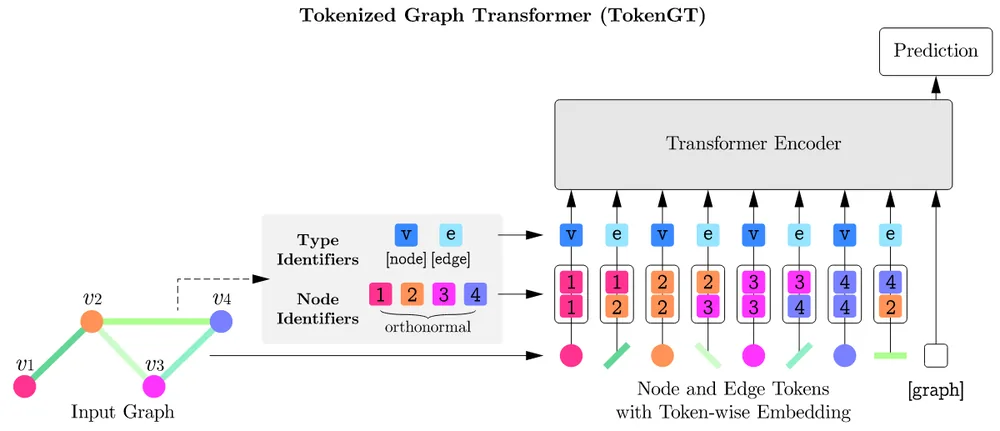 Tokenized Graph Transformer (TokenGT)
Prediction
Transformer Encoder
Type
Identifiers
v e
[node] [edge]
Node
Identifiers
1 2 3 4
orthonormal
v e v e v e v e
1 1 2 2 3 3 4 4
1 2 2 3 3 4 4 2
v1
v2
v3
v4
Input Graph
Node and Edge Tokens
with Token-wise Embedding
[graph]